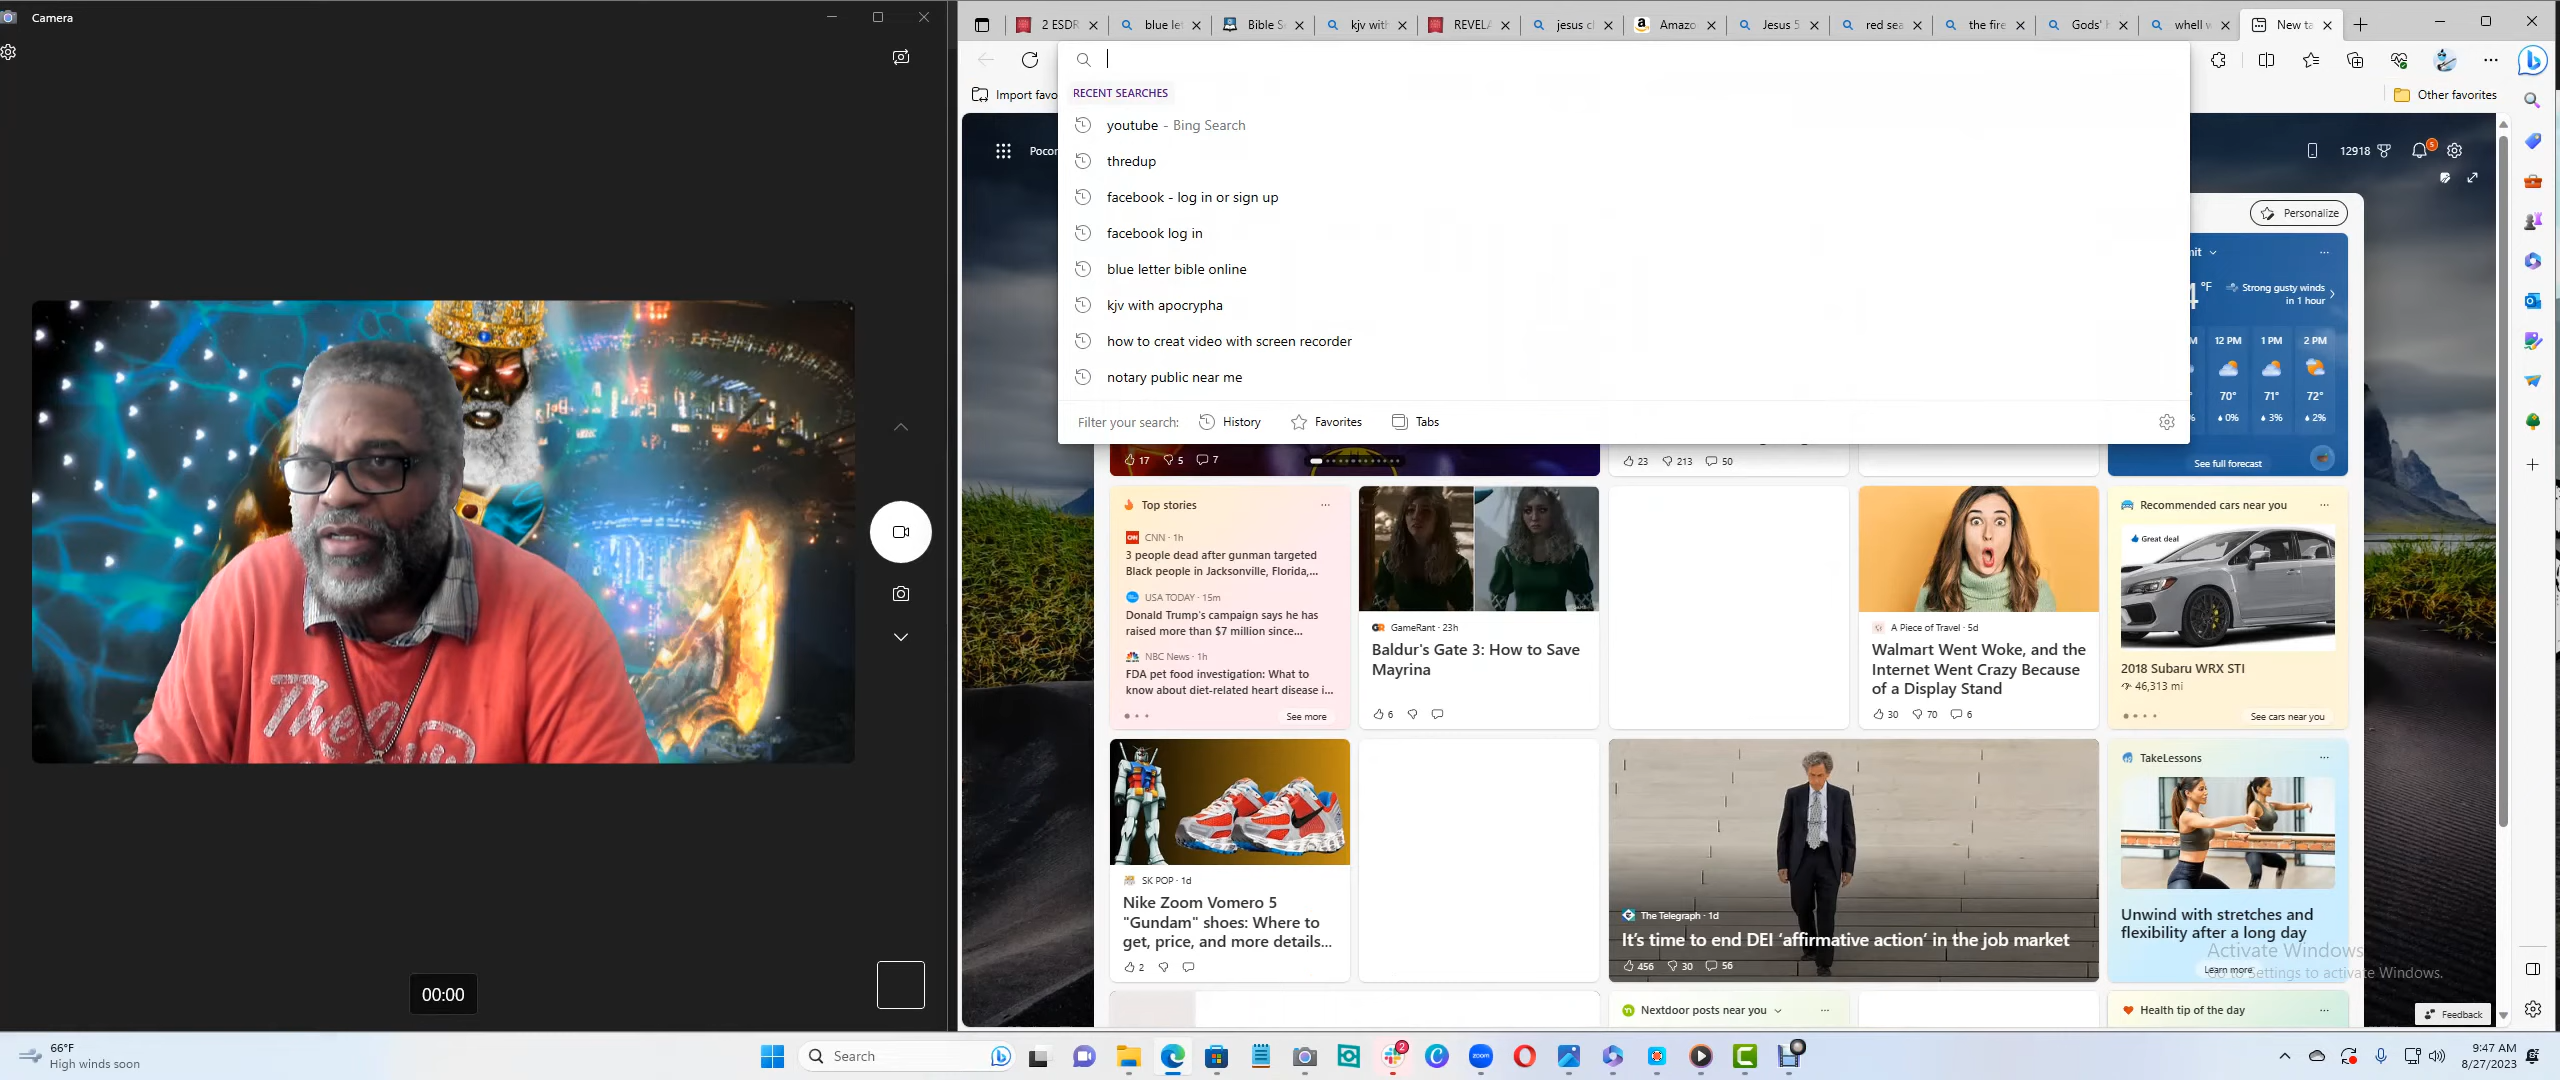 Camera
00:00
2 ESDR
blue let
Bible S
kjv with
REVELA
jesus cl
Amazo
Jesus 5
red sea
the fire
Gods'
whell w
New ta
Import favo
Other favorites
RECENT SEARCHES
youtube - Bing Search
thredup
facebook - log in or sign up
facebook log in
blue letter bible online
kjv with apocrypha
how to creat video with screen recorder
notary public near me
Filter your search:
History
Favorites
Tabs
Pocor
12918
5
Personalize
nit
°F
Strong gusty winds
in 1 hour
M 12 PM 1 PM 2 PM
70° 71° 72°
% 0% 3% 2%
See full forecast
17 5 7
23 213 50
Top stories
CNN · 1h
3 people dead after gunman targeted
Black people in Jacksonville, Florida,...
USA TODAY · 15m
Donald Trump's campaign says he has
raised more than $7 million since...
NBC News · 1h
FDA pet food investigation: What to
know about diet-related heart disease i...
See more
GameRant · 23h
Baldur's Gate 3: How to Save
Mayrina
6
A Piece of Travel · 5d
Walmart Went Woke, and the
Internet Went Crazy Because
of a Display Stand
30 70 6
Recommended cars near you
Great deal
2018 Subaru WRX STI
46,313 mi
See cars near you
SK POP · 1d
Nike Zoom Vomero 5
"Gundam" shoes: Where to
get, price, and more details...
2
The Telegraph · 1d
It's time to end DEI 'affirmative action' in the job market
456 30 56
TakeLessons
Unwind with stretches and
flexibility after a long day
Learn more
Activate Windows
Go to Settings to activate Windows.
Nextdoor posts near you
Health tip of the day
Feedback
66°F
High winds soon
Search
2
zoom
9:47 AM
8/27/2023